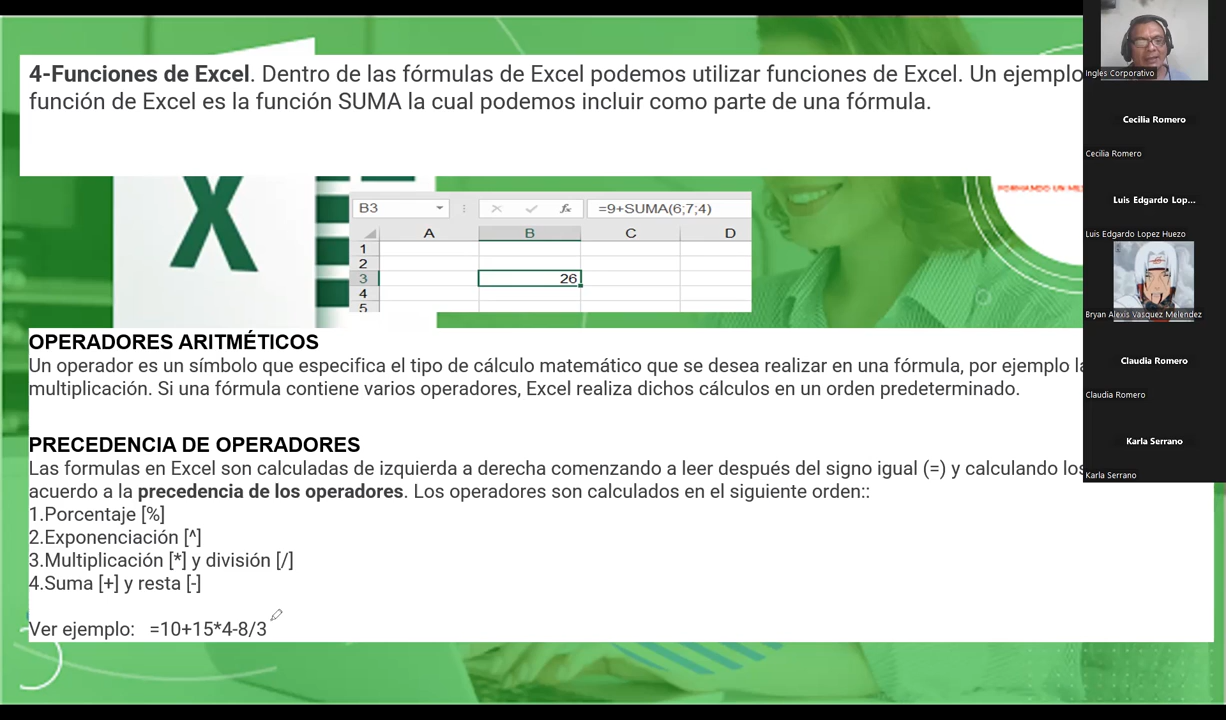 4-Funciones de Excel. Dentro de las fórmulas de Excel podemos utilizar funciones de Excel. Un ejemplo
función de Excel es la función SUMA la cual podemos incluir como parte de una fórmula.
B3
fx
=9+SUMA(6;7;4)
A B C D
1
2
3 26
4
5
OPERADORES ARITMÉTICOS
Un operador es un símbolo que especifica el tipo de cálculo matemático que se desea realizar en una fórmula, por ejemplo la
multiplicación. Si una fórmula contiene varios operadores, Excel realiza dichos cálculos en un orden predeterminado.
PRECEDENCIA DE OPERADORES
Las formulas en Excel son calculadas de izquierda a derecha comenzando a leer después del signo igual (=) y calculando los
acuerdo a la precedencia de los operadores. Los operadores son calculados en el siguiente orden::
1.Porcentaje [%]
2.Exponenciación [^]
3.Multiplicación [*] y división [/]
4.Suma [+] y resta [-]
Ver ejemplo: =10+15*4-8/3
X
Ingles Corporativo
Cecilia Romero
Cecilia Romero
Luis Edgardo Lop...
Luis Edgardo Lopez Huezo
Bryan Alexis Vasquez Melendez
Claudia Romero
Claudia Romero
Karla Serrano
Karla Serrano